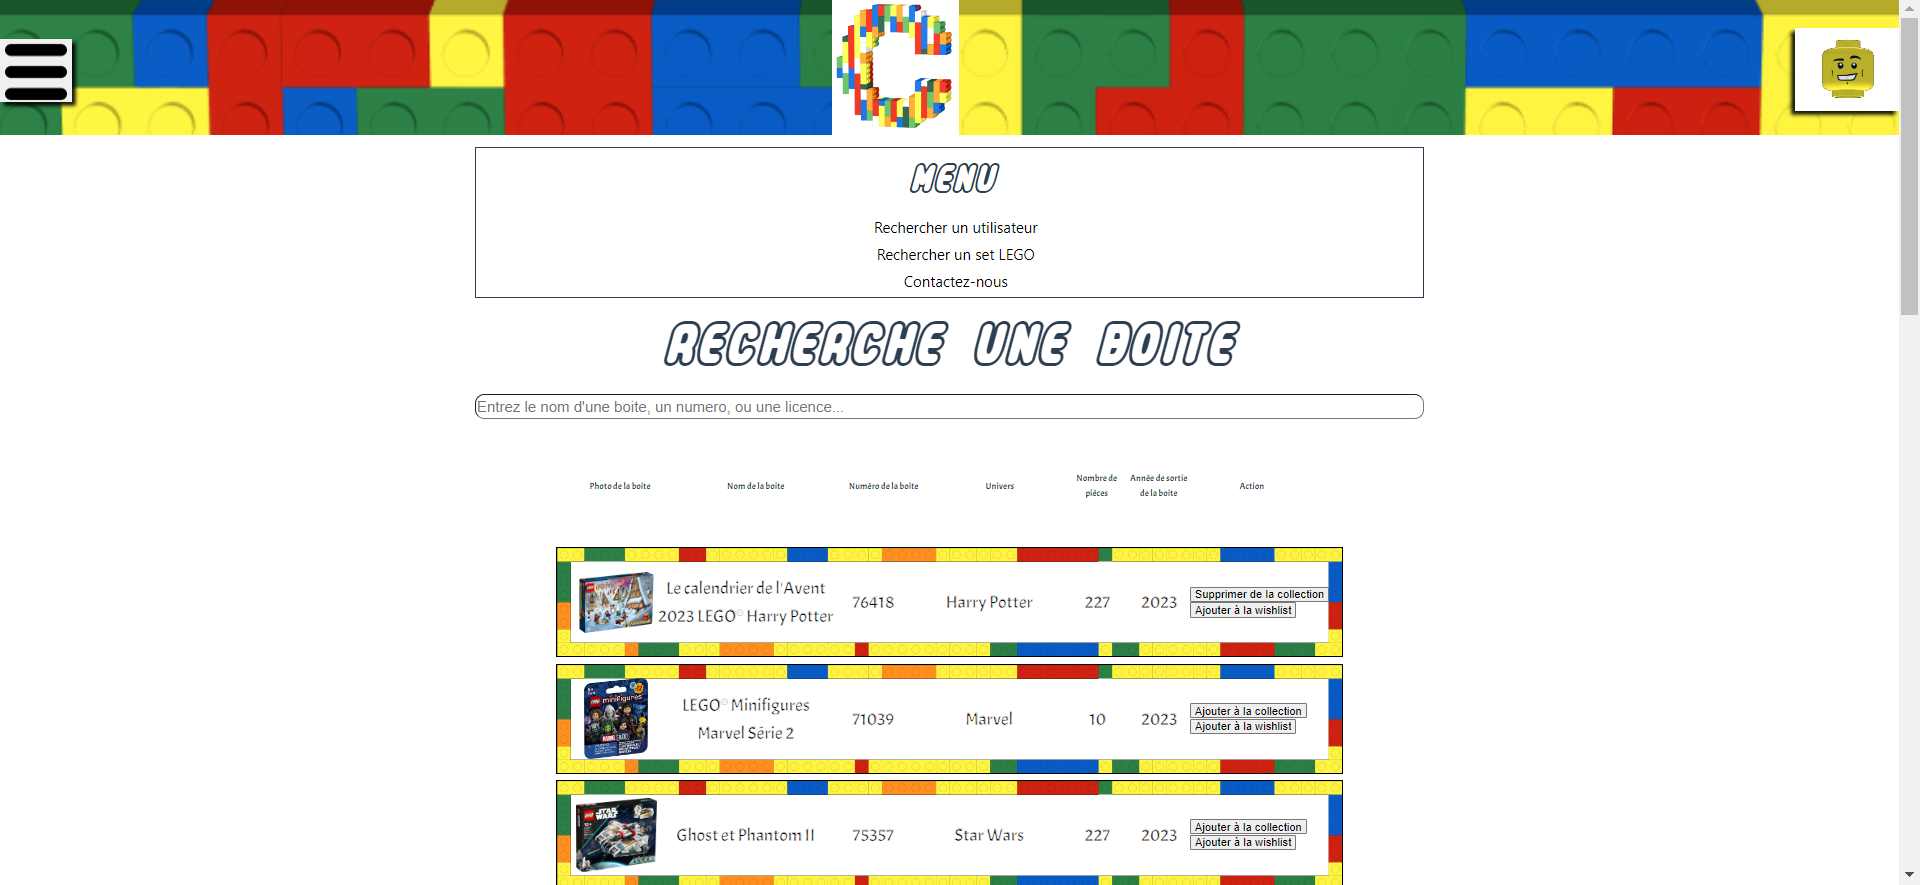 MENU
Rechercher un utilisateur
Rechercher un set LEGO
Contactez-nous
RECHERCHE UNE BOITE
Entrez le nom d'une boite, un numero, ou une licence...
Photo de la boite Nom de la boite Numéro de la boite Univers Nombre de pièces Année de sortie de la boite Action
Le calendrier de l'Avent
2023 LEGO® Harry Potter
76418 Harry Potter 227 2023
Supprimer de la collection
Ajouter à la wishlist
minifigures
MARVEL
LEGO® Minifigures
Marvel Série 2
71039 Marvel 10 2023
Ajouter à la collection
Ajouter à la wishlist
STAR
WARS
Ghost et Phantom II 75357 Star Wars 227 2023
Ajouter à la collection
Ajouter à la wishlist